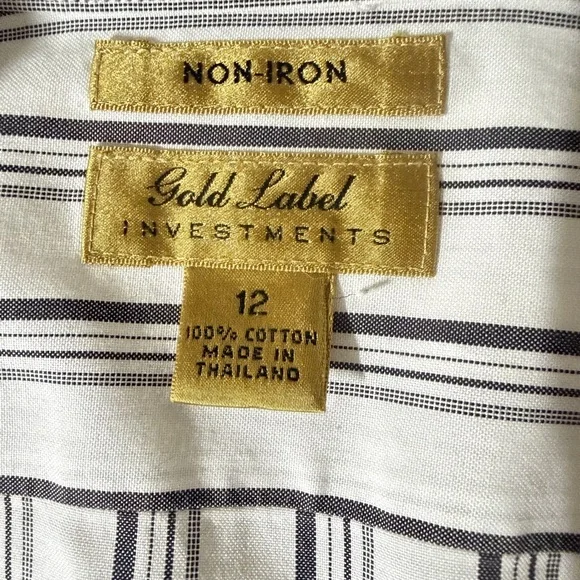 NON-IRON
Gold Label
INVESTMENTS
12
100% COTTON
MADE IN
THAILAND